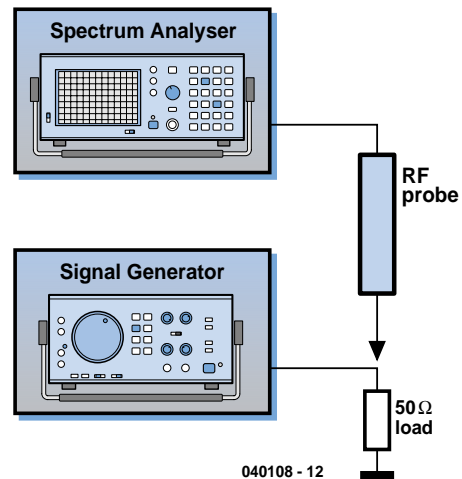 Spectrum Analyser
RF
probe
Signal Generator
50Ω
load
040108 - 12